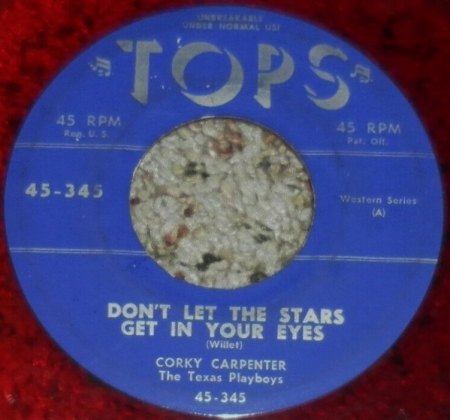 UNBREAKABLE
UNDER NORMAL USE
TOPS
45 RPM
Reg. U.S.
45 RPM
Pat. Off.
45-345
Western Series
(A)
DON'T LET THE STARS
GET IN YOUR EYES
(Willet)
CORKY CARPENTER
The Texas Playboys
45-345